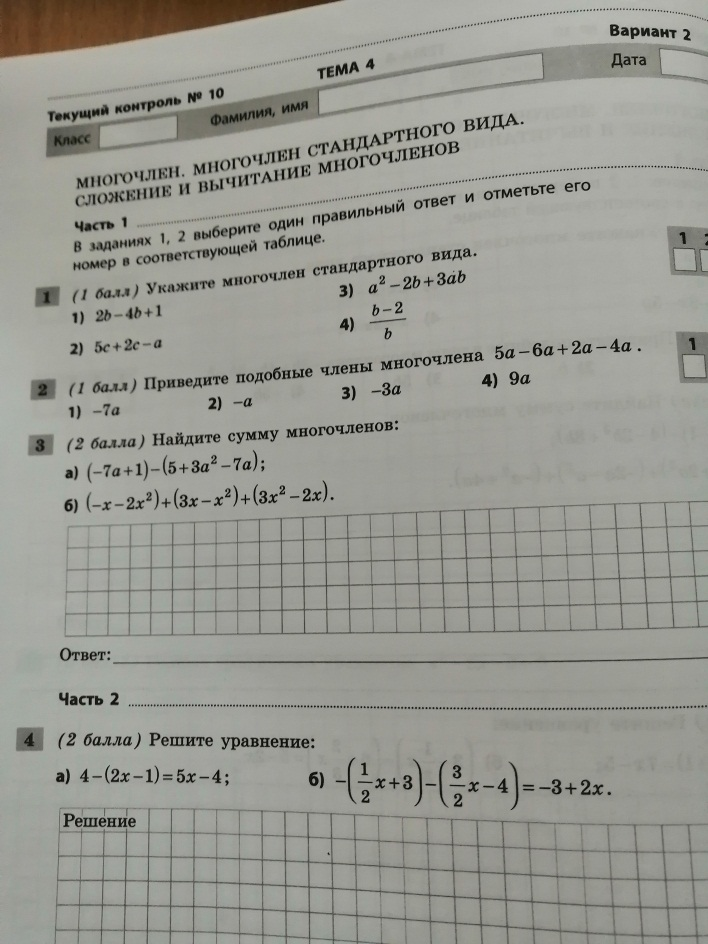 Вариант 2
Текущий контроль № 10 ТЕМА 4
Класс Фамилия, имя Дата
МНОГОЧЛЕН. МНОГОЧЛЕН СТАНДАРТНОГО ВИДА.
СЛОЖЕНИЕ И ВЫЧИТАНИЕ МНОГОЧЛЕНОВ
Часть 1
В заданиях 1, 2 выберите один правильный ответ и отметьте его
номер в соответствующей таблице.
1 (1 балл) Укажите многочлен стандартного вида. 1 2
1) 2b−4b+1 3) a²−2b+3ab
2) 5c+2c−a 4) (b−2)/b
2 (1 балл) Приведите подобные члены многочлена 5a−6a+2a−4a. 1
1) −7a 2) −a 3) −3a 4) 9a
3 (2 балла) Найдите сумму многочленов:
а) (−7a+1)−(5+3a²−7a);
б) (−x−2x²)+(3x−x²)+(3x²−2x).
Ответ:
Часть 2
4 (2 балла) Решите уравнение:
а) 4−(2x−1)=5x−4; б) −(1/2x+3)−(3/2x−4)=−3+2x.
Решение